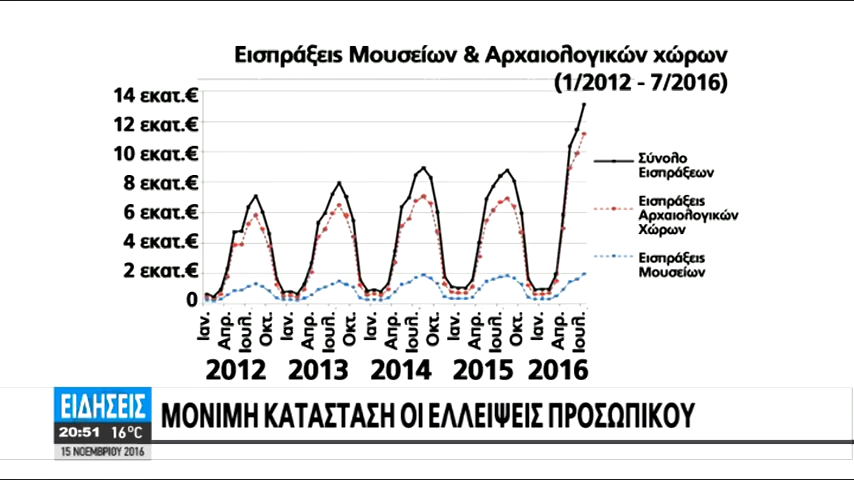 Εισπράξεις Μουσείων & Αρχαιολογικών χώρων
(1/2012 - 7/2016)
14 εκατ.€
12 εκατ.€
10 εκατ.€
8 εκατ.€
6 εκατ.€
4 εκατ.€
2 εκατ.€
0
Σύνολο
Εισπράξεων
Εισπράξεις
Αρχαιολογικών
Χώρων
Εισπράξεις
Μουσείων
Ιαν. Απρ. Ιουλ. Οκτ. Ιαν. Απρ. Ιουλ. Οκτ. Ιαν. Απρ. Ιουλ. Οκτ. Ιαν. Απρ. Ιουλ. Οκτ. Ιαν. Απρ. Ιουλ.
2012 2013 2014 2015 2016
ΕΙΔΗΣΕΙΣ
20:51 16°C
15 ΝΟΕΜΒΡΙΟΥ 2016
ΜΟΝΙΜΗ ΚΑΤΑΣΤΑΣΗ ΟΙ ΕΛΛΕΙΨΕΙΣ ΠΡΟΣΩΠΙΚΟΥ